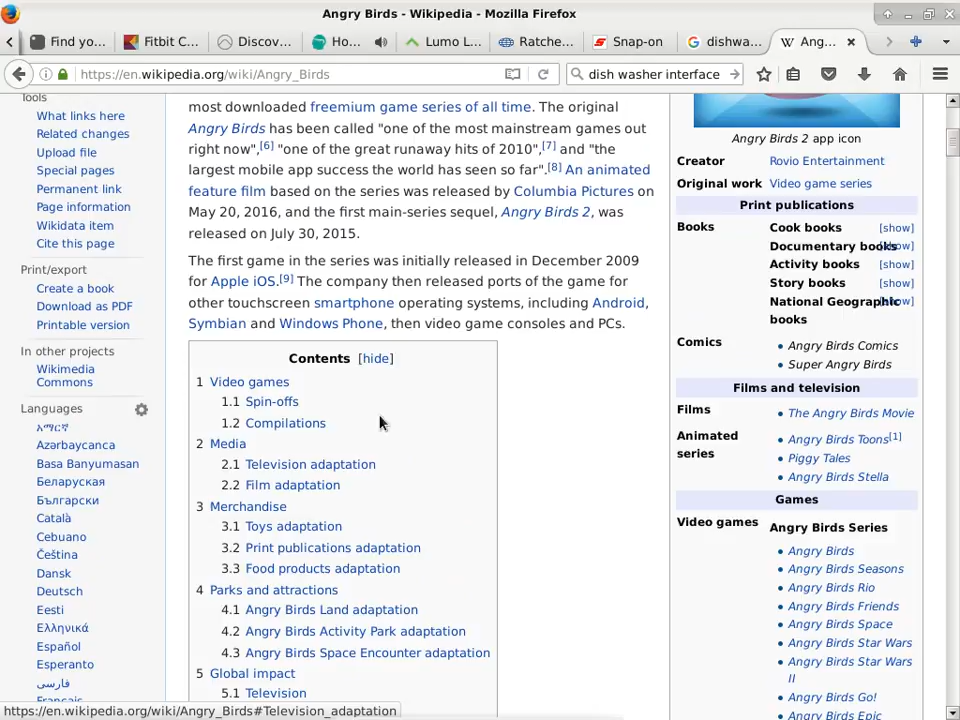 Angry Birds - Wikipedia - Mozilla Firefox
Find yo...
Fitbit C...
Discov...
Ho...
Lumo L...
Ratche...
Snap-on
dishwa...
Ang...
https://en.wikipedia.org/wiki/Angry_Birds
dish washer interface
Tools
What links here
Related changes
Upload file
Special pages
Permanent link
Page information
Wikidata item
Cite this page
Print/export
Create a book
Download as PDF
Printable version
In other projects
Wikimedia
Commons
Languages
አማርኛ
Azərbaycanca
Basa Banyumasan
Беларуская
Български
Català
Cebuano
Čeština
Dansk
Deutsch
Eesti
Ελληνικά
Español
Esperanto
فارسی
Français
most downloaded freemium game series of all time. The original
Angry Birds has been called "one of the most mainstream games out
right now",[6] "one of the great runaway hits of 2010",[7] and "the
largest mobile app success the world has seen so far".[8] An animated
feature film based on the series was released by Columbia Pictures on
May 20, 2016, and the first main-series sequel, Angry Birds 2, was
released on July 30, 2015.
The first game in the series was initially released in December 2009
for Apple iOS.[9] The company then released ports of the game for
other touchscreen smartphone operating systems, including Android,
Symbian and Windows Phone, then video game consoles and PCs.
Contents [hide]
1 Video games
1.1 Spin-offs
1.2 Compilations
2 Media
2.1 Television adaptation
2.2 Film adaptation
3 Merchandise
3.1 Toys adaptation
3.2 Print publications adaptation
3.3 Food products adaptation
4 Parks and attractions
4.1 Angry Birds Land adaptation
4.2 Angry Birds Activity Park adaptation
4.3 Angry Birds Space Encounter adaptation
5 Global impact
5.1 Television
Angry Birds 2 app icon
Creator Rovio Entertainment
Original work Video game series
Print publications
Books Cook books [show]
Documentary books [show]
Activity books [show]
Story books [show]
National Geographic [show]
books
Comics • Angry Birds Comics
• Super Angry Birds
Films and television
Films • The Angry Birds Movie
Animated • Angry Birds Toons[1]
series • Piggy Tales
• Angry Birds Stella
Games
Video games Angry Birds Series
• Angry Birds
• Angry Birds Seasons
• Angry Birds Rio
• Angry Birds Friends
• Angry Birds Space
• Angry Birds Star Wars
• Angry Birds Star Wars
II
• Angry Birds Go!
• Angry Birds Epic
https://en.wikipedia.org/wiki/Angry_Birds#Television_adaptation